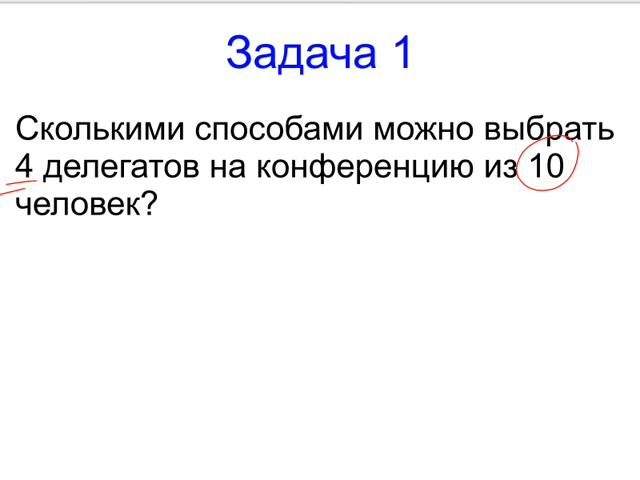 Задача 1
Сколькими способами можно выбрать
4 делегатов на конференцию из 10
человек?